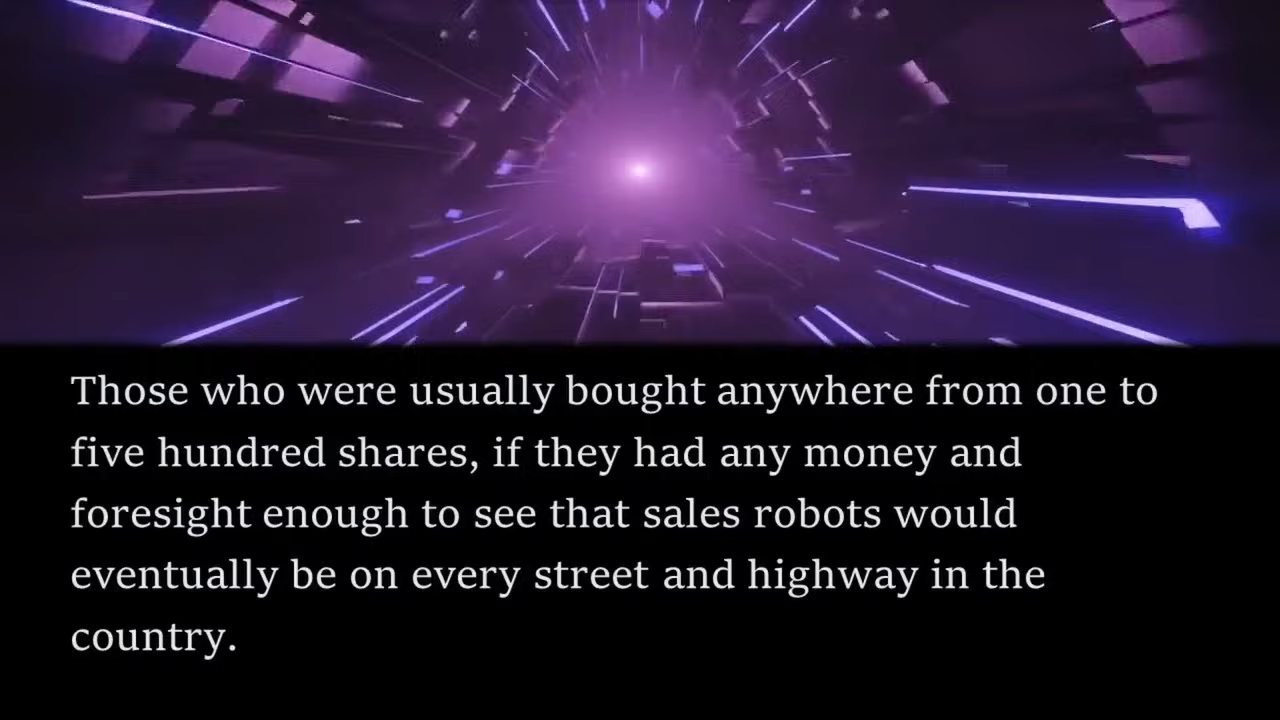 Those who were usually bought anywhere from one to
five hundred shares, if they had any money and
foresight enough to see that sales robots would
eventually be on every street and highway in the
country.